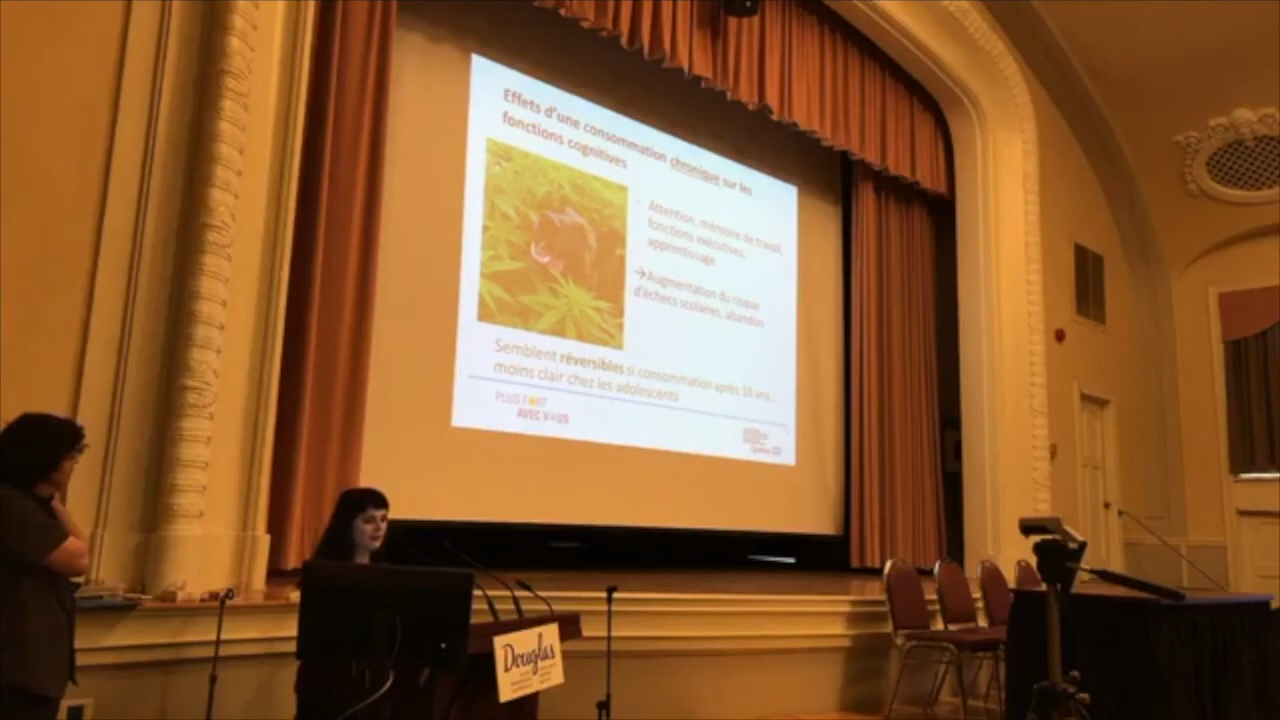 Effets d'une consommation chronique sur les
fonctions cognitives
Attention, mémoire de travail,
fonctions exécutives,
apprentissage
→Augmentation du risque
d'échecs scolaires, abandon
Semblent réversibles si consommation après 18 ans...
moins clair chez les adolescents
PLUS FORT
AVEC VOUS
Douglas